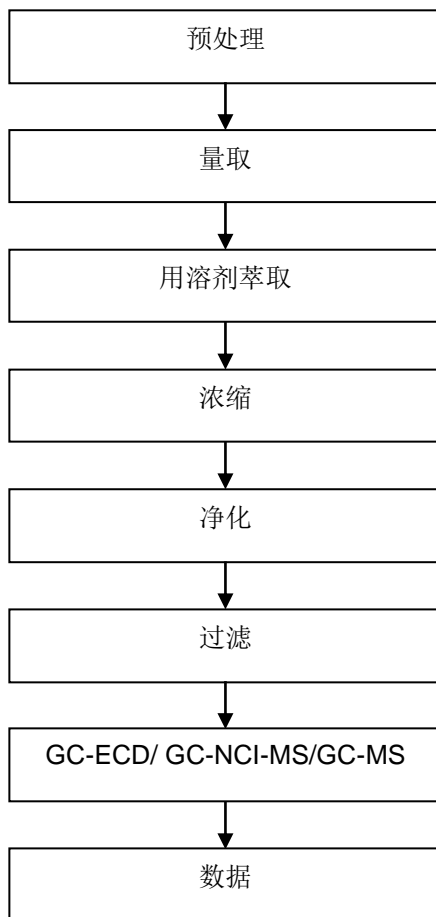 预处理
量取
用溶剂萃取
浓缩
净化
过滤
GC-ECD/ GC-NCI-MS/GC-MS
数据